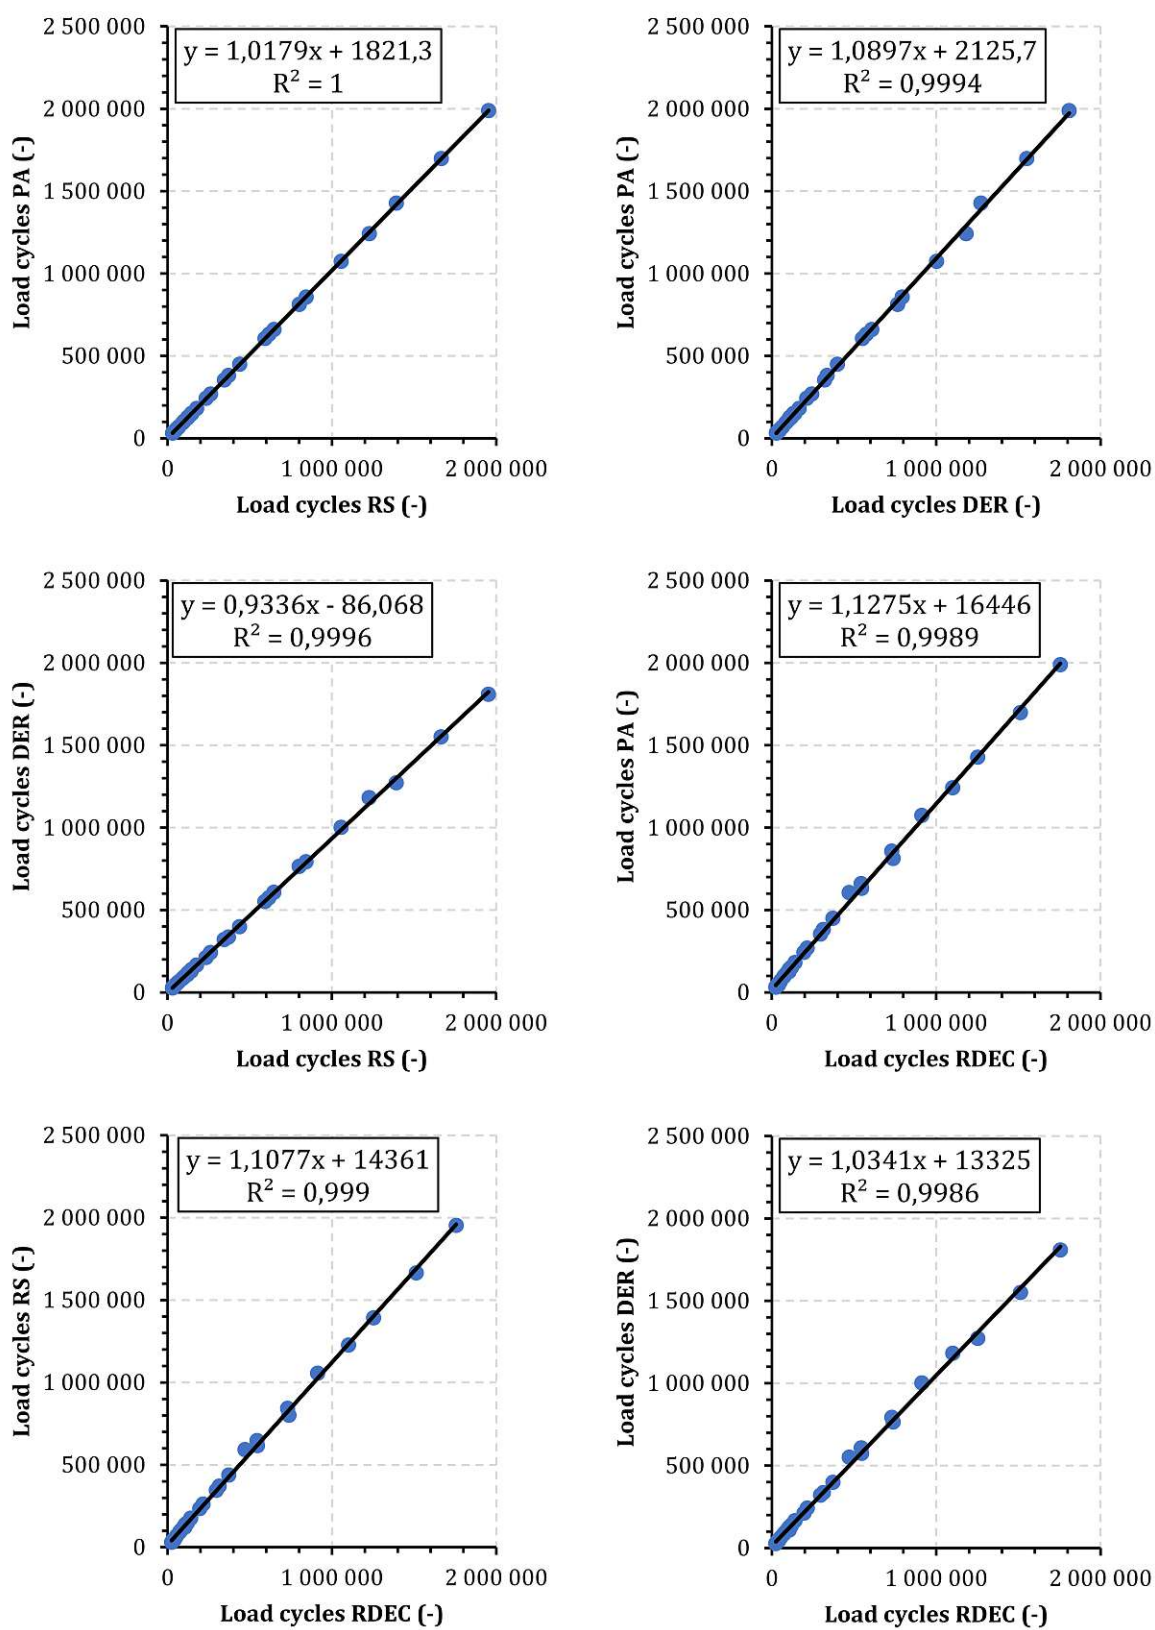 y = 1,0179x + 1821,3
R² = 1
2 500 000
2 000 000
1 500 000
1 000 000
500 000
0
Load cycles PA (-)
0 1 000 000 2 000 000
Load cycles RS (-)
y = 1,0897x + 2125,7
R² = 0,9994
2 500 000
2 000 000
1 500 000
1 000 000
500 000
0
Load cycles PA (-)
0 1 000 000 2 000 000
Load cycles DER (-)
y = 0,9336x - 86,068
R² = 0,9996
2 500 000
2 000 000
1 500 000
1 000 000
500 000
0
Load cycles DER (-)
0 1 000 000 2 000 000
Load cycles RS (-)
y = 1,1275x + 16446
R² = 0,9989
2 500 000
2 000 000
1 500 000
1 000 000
500 000
0
Load cycles PA (-)
0 1 000 000 2 000 000
Load cycles RDEC (-)
y = 1,1077x + 14361
R² = 0,999
2 500 000
2 000 000
1 500 000
1 000 000
500 000
0
Load cycles RS (-)
0 1 000 000 2 000 000
Load cycles RDEC (-)
y = 1,0341x + 13325
R² = 0,9986
2 500 000
2 000 000
1 500 000
1 000 000
500 000
0
Load cycles DER (-)
0 1 000 000 2 000 000
Load cycles RDEC (-)